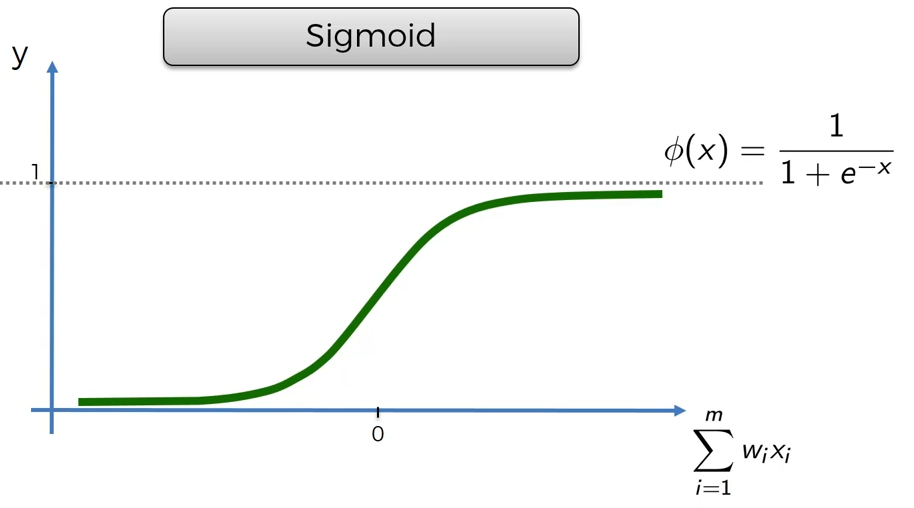 Sigmoid
y
1
ϕ(x) = 1 / (1 + e^{−x})
0
∑_{i=1}^{m} w_i x_i